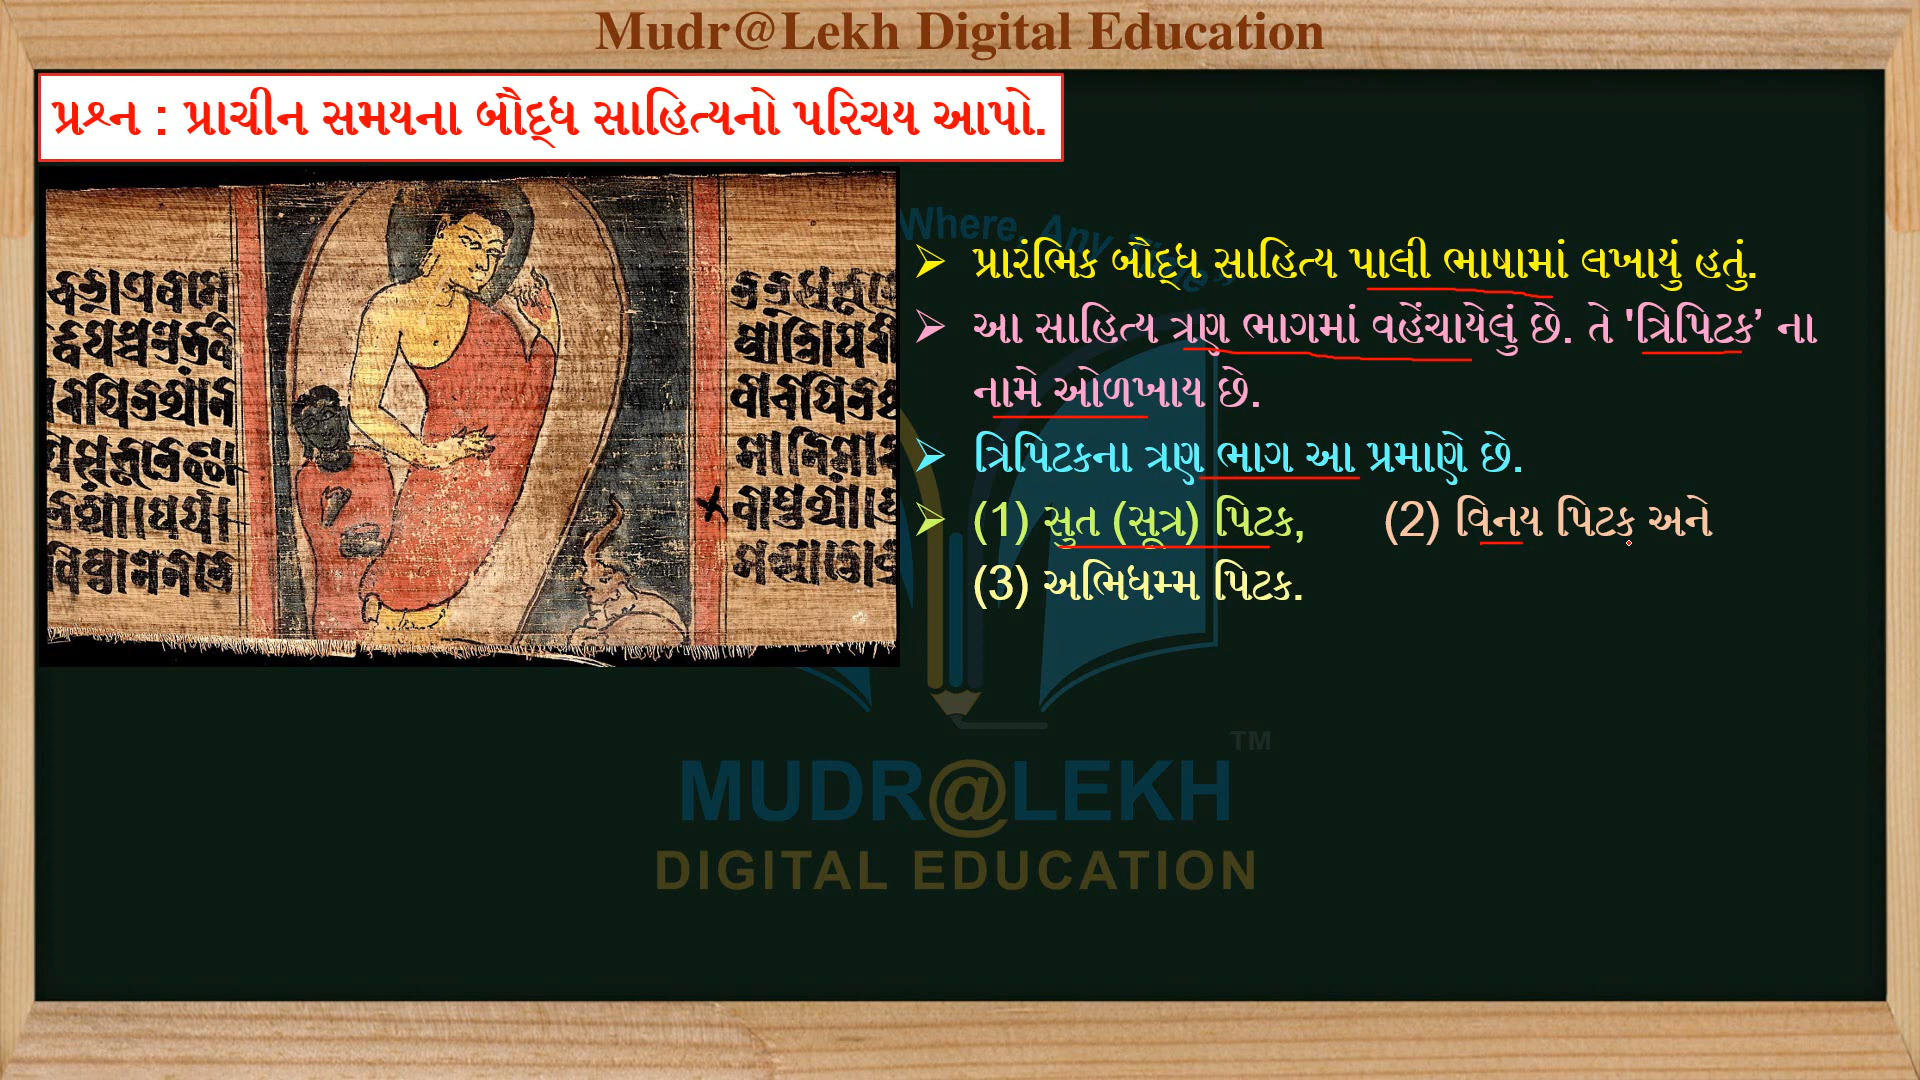 Mudr@Lekh Digital Education
પ્રશ્ન : પ્રાચીન સમયના બૌદ્ધ સાહિત્યનો પરિચય આપો.
Where, Any
➢ પ્રારંભિક બૌદ્ધ સાહિત્ય પાલી ભાષામાં લખાયું હતું.
➢ આ સાહિત્ય ત્રણ ભાગમાં વહેંચાયેલું છે. તે 'ત્રિપિટક’ ના
નામે ઓળખાય છે.
➢ ત્રિપિટકના ત્રણ ભાગ આ પ્રમાણે છે.
➢ (1) સુત (સૂત્ર) પિટક, (2) વિનય પિટક અને
(3) અભિધમ્મ પિટક.
TM
MUDR@LEKH
DIGITAL EDUCATION